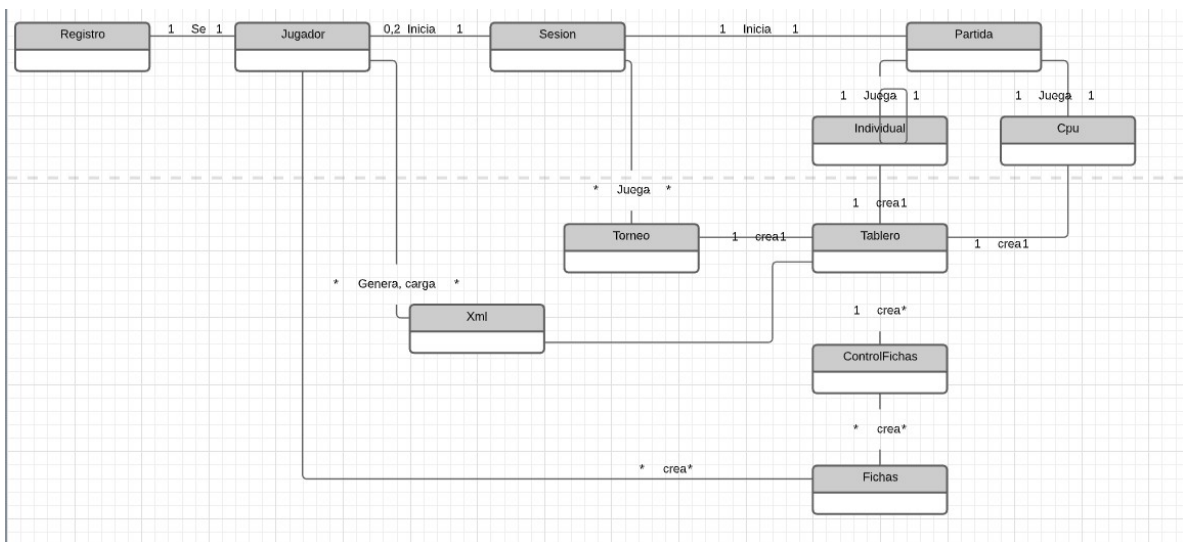 Registro
1 Se 1
Jugador
0,2 Inicia 1
Sesion
1 Inicia 1
Partida
1 Juega 1
1 Juega 1
Individual
Cpu
* Juega *
1 crea1
Torneo
1 crea1
Tablero
1 crea1
* Genera, carga *
Xml
1 crea*
ControlFichas
* crea*
* crea*
Fichas